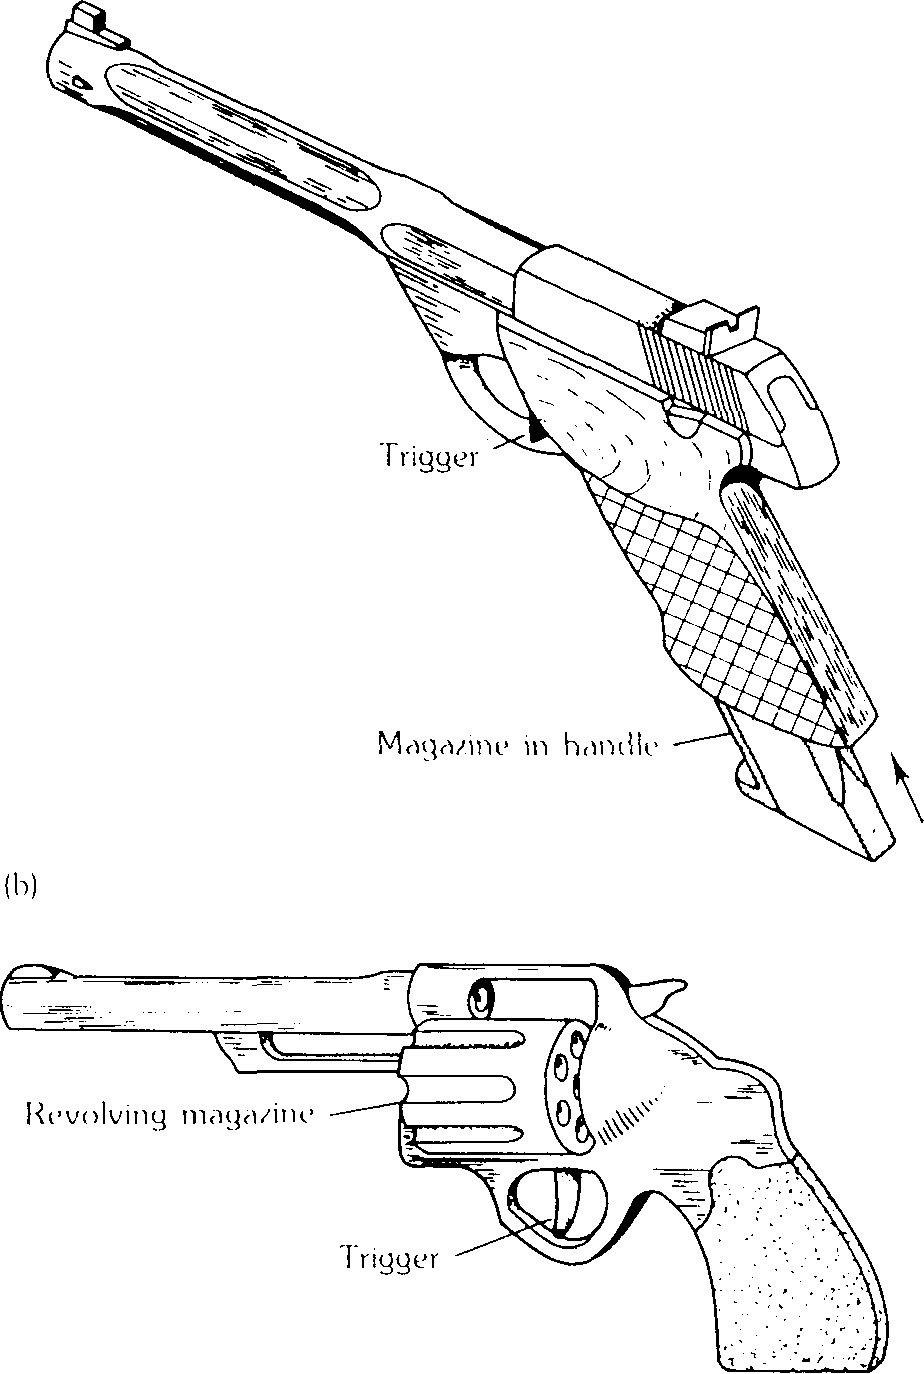 Trigger
Magazine in handle
(b)
Revolving magazine
Trigger